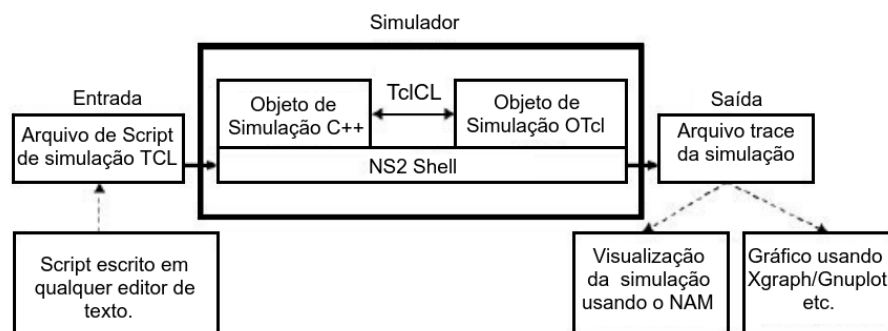 Simulador
Entrada
Arquivo de Script
de simulação TCL
Objeto de
Simulação C++
TclCL
Objeto de
Simulação OTcl
NS2 Shell
Saída
Arquivo trace
da simulação
Script escrito em
qualquer editor de
texto.
Visualização
da simulação
usando o NAM
Gráfico usando
Xgraph/Gnuplot
etc.